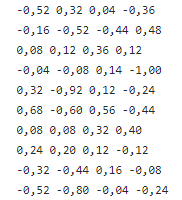 -0,52 0,32 0,04 -0,36
-0,16 -0,52 -0,44 0,48
0,08 0,12 0,36 0,12
-0,04 -0,08 0,14 -1,00
0,32 -0,92 0,12 -0,24
0,68 -0,60 0,56 -0,44
0,08 0,08 0,32 0,40
0,24 0,20 0,12 -0,12
-0,32 -0,44 0,16 -0,08
-0,52 -0,80 -0,04 -0,24